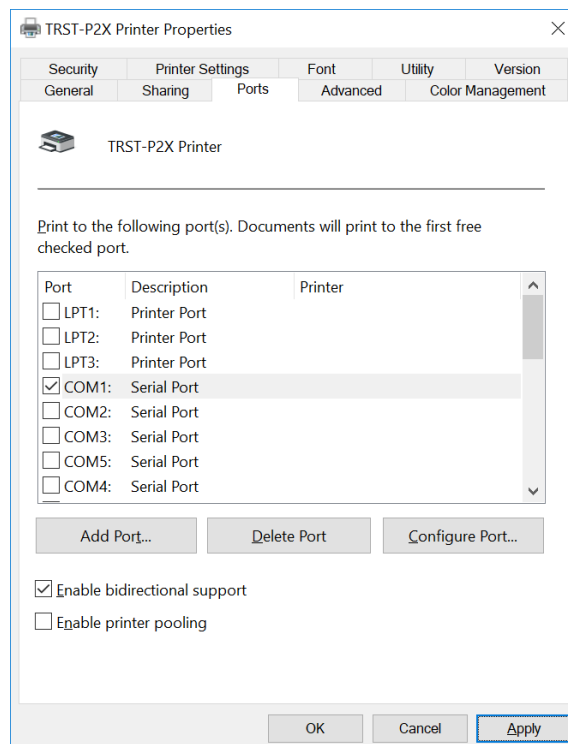 TRST-P2X Printer Properties
Security Printer Settings Font Utility Version
General Sharing Ports Advanced Color Management
TRST-P2X Printer
Print to the following port(s). Documents will print to the first free
checked port.
Port Description Printer
LPT1: Printer Port
LPT2: Printer Port
LPT3: Printer Port
COM1: Serial Port
COM2: Serial Port
COM3: Serial Port
COM5: Serial Port
COM4: Serial Port
Add Port... Delete Port Configure Port...
Enable bidirectional support
Enable printer pooling
OK Cancel Apply